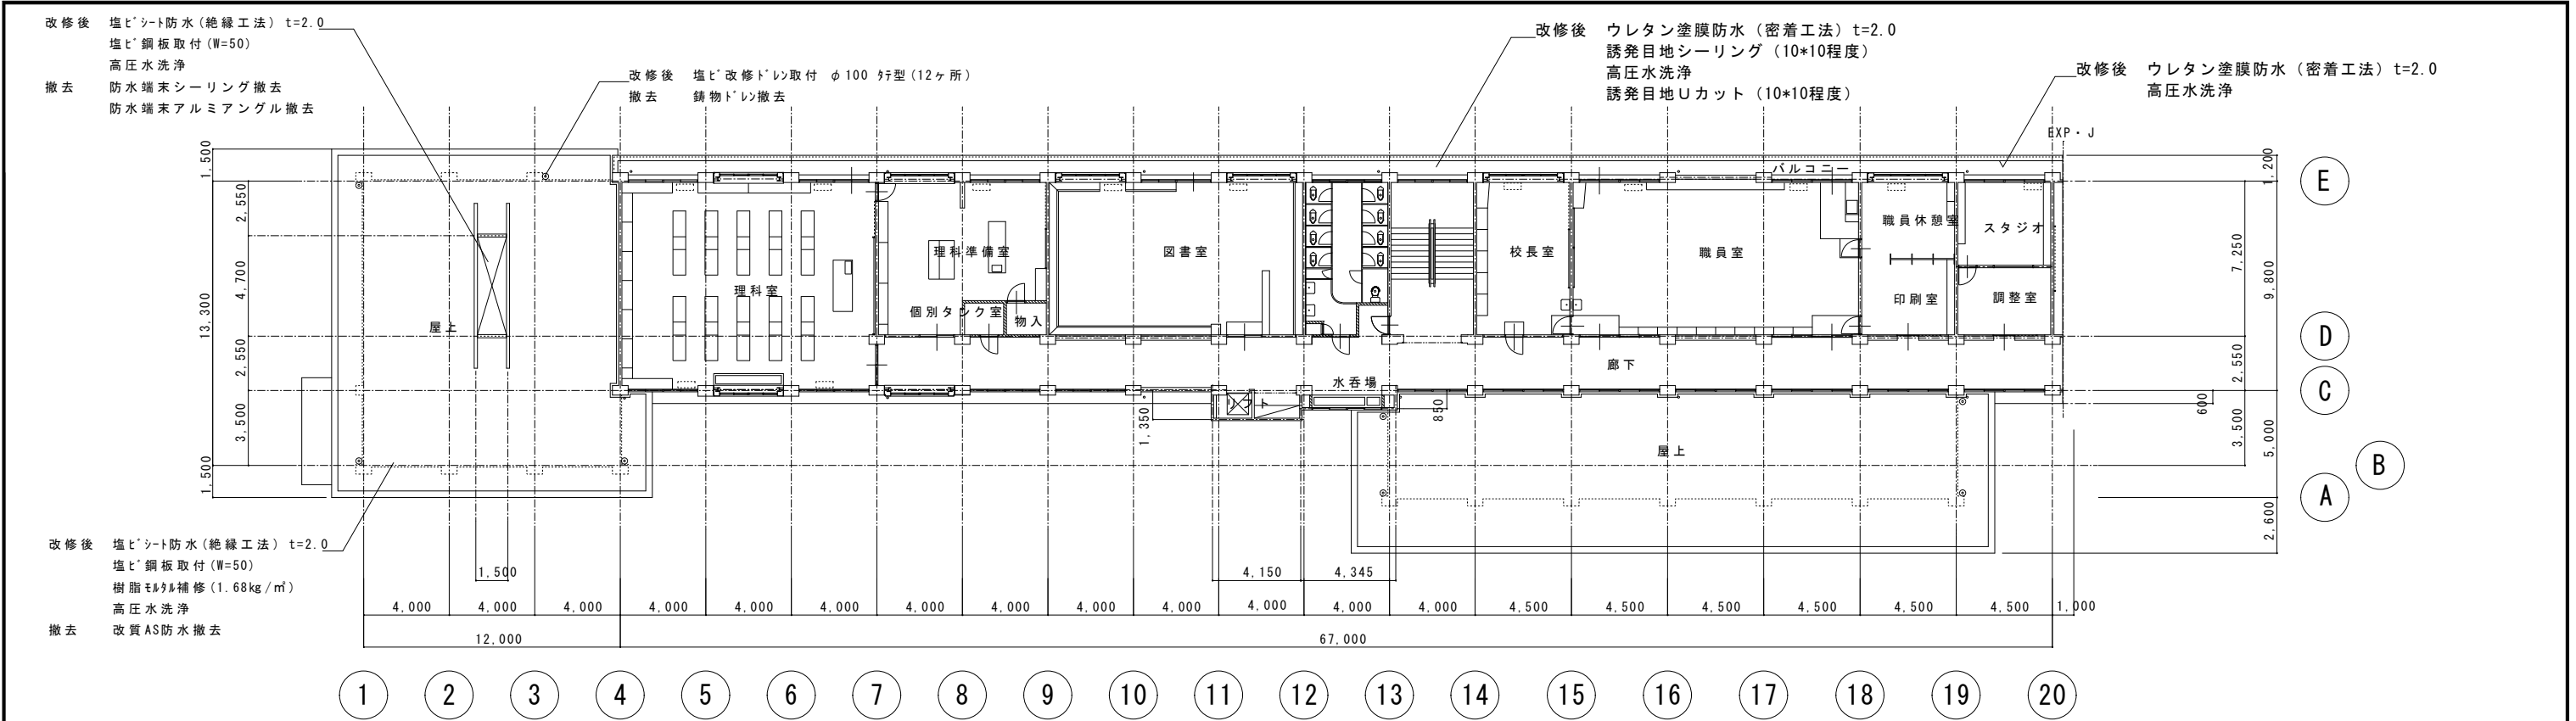 改修後 塩ビシート防水(絶縁工法) t=2.0
塩ビ鋼板取付(W=50)
高圧水洗浄
撤去 防水端末シーリング撤去
防水端末アルミアングル撤去
改修後 塩ビ改修ドレン取付 φ100 タテ型(12ヶ所)
撤去 鋳物ドレン撤去
改修後 ウレタン塗膜防水（密着工法）t=2.0
誘発目地シーリング（10*10程度）
高圧水洗浄
誘発目地Uカット（10*10程度）
改修後 ウレタン塗膜防水（密着工法）t=2.0
高圧水洗浄
EXP・J
バルコニー
1,500
2,550
4,700
13,300
2,550
3,500
1,500
屋上
理科室
理科準備室
個別タンク室
物入
図書室
校長室
職員室
職員休憩室
スタジオ
印刷室
調整室
廊下
水呑場
リフト
屋上
1,350
850
600
1,200
7,250
9,800
2,550
3,500
5,000
2,600
E
D
C
B
A
改修後 塩ビシート防水(絶縁工法) t=2.0
塩ビ鋼板取付(W=50)
樹脂モルタル補修(1.68kg/㎡)
高圧水洗浄
撤去 改質AS防水撤去
1,500
4,150 4,345
4,000 4,000 4,000 4,000 4,000 4,000 4,000 4,000 4,000 4,000 4,000 4,000 4,000 4,500 4,500 4,500 4,500 4,500 4,500 1,000
12,000 67,000
1 2 3 4 5 6 7 8 9 10 11 12 13 14 15 16 17 18 19 20